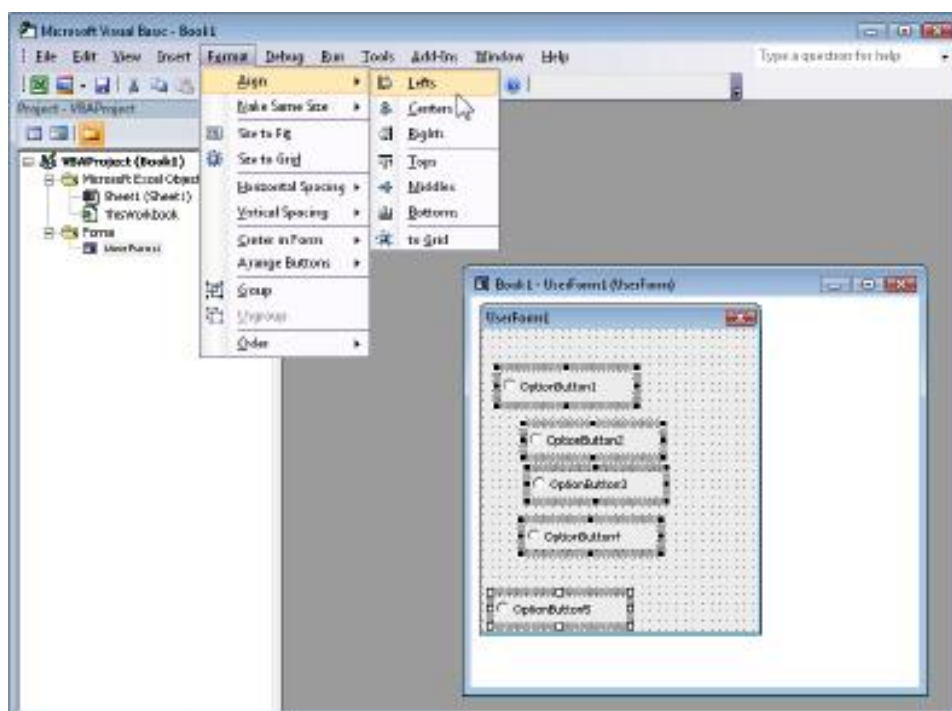 Microsoft Visual Basic - Book1
File Edit View Insert Format Debug Run Tools Add-Ins Window Help
Type a question for help
Project - VBAProject
VBAProject (Book1)
Microsoft Excel Object
Sheet1 (Sheet1)
ThisWorkbook
Forms
UserForm1
Align
Make Same Size
Size to Fit
Size to Grid
Horizontal Spacing
Vertical Spacing
Center in Form
Arrange Buttons
Group
Ungroup
Order
Lefts
Centers
Rights
Tops
Middles
Bottoms
to Grid
Book1 - UserForm1 (UserForm)
UserForm1
OptionButton1
OptionButton2
OptionButton3
OptionButton4
OptionButton5